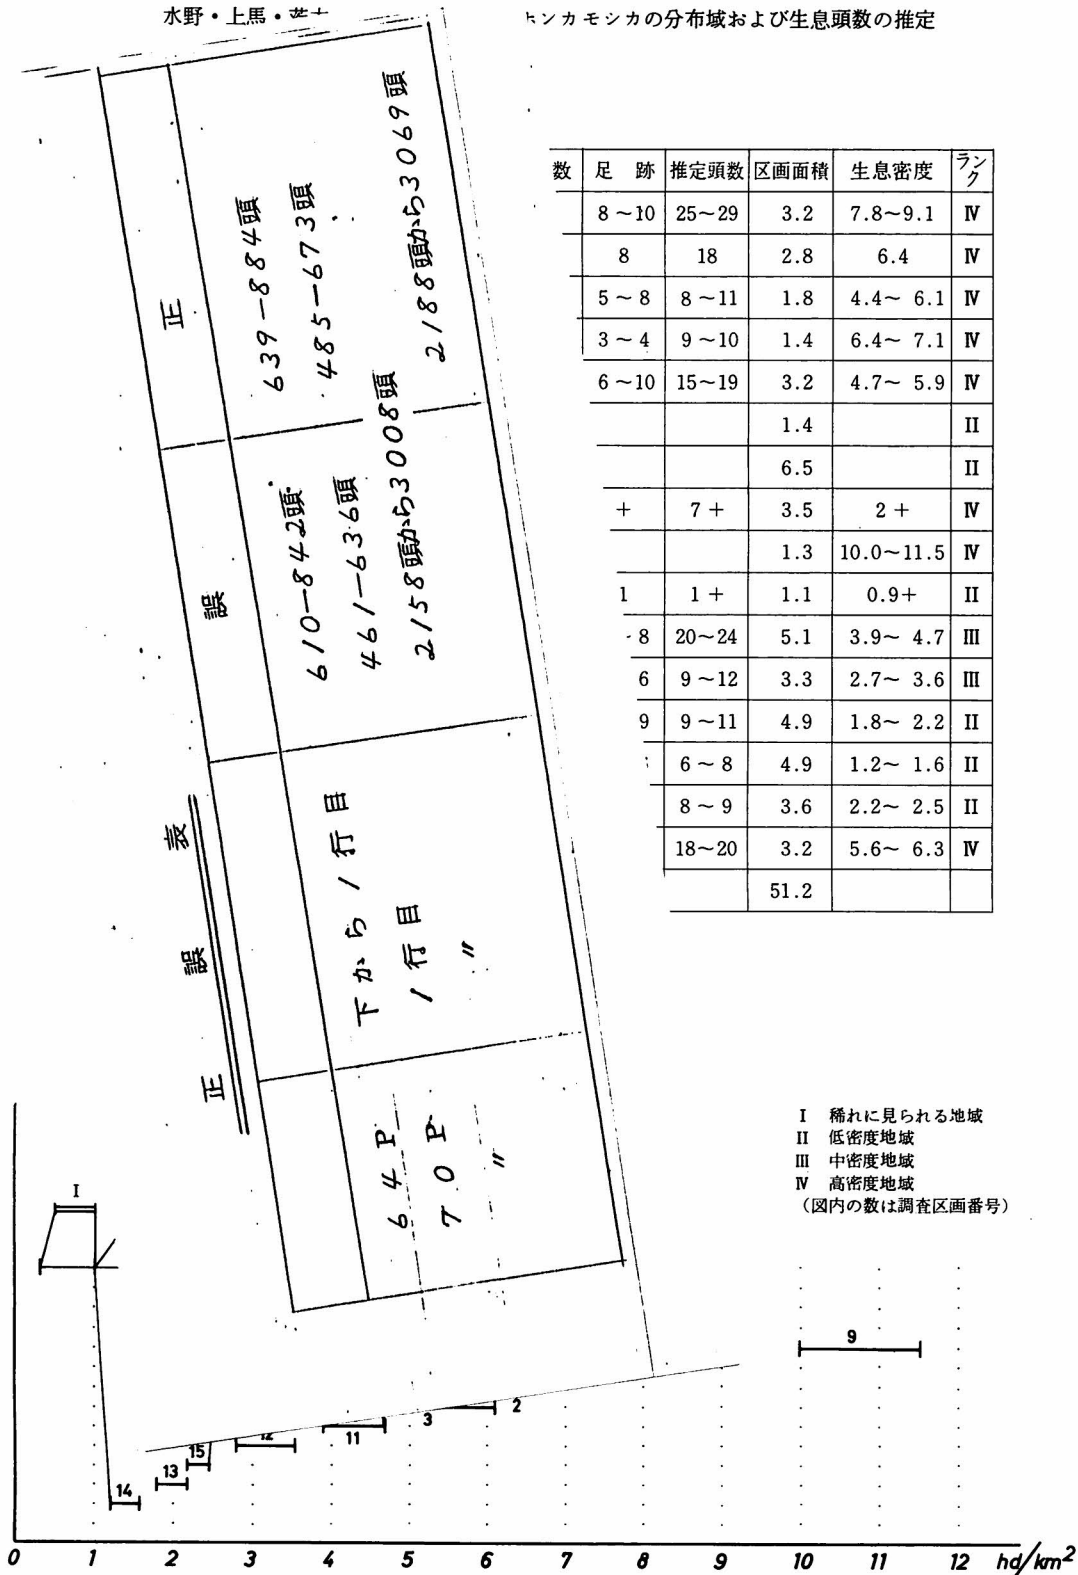 水野・上馬・
ホンカモシカの分布域および生息頭数の推定
数 足跡 推定頭数 区画面積 生息密度 ランク
8～10 25～29 3.2 7.8～9.1 Ⅳ
8 18 2.8 6.4 Ⅳ
5～8 8～11 1.8 4.4～6.1 Ⅳ
3～4 9～10 1.4 6.4～7.1 Ⅳ
6～10 15～19 3.2 4.7～5.9 Ⅳ
1.4 II
6.5 II
+ 7+ 3.5 2+ Ⅳ
1.3 10.0～11.5 Ⅳ
1 1+ 1.1 0.9+ II
8 20～24 5.1 3.9～4.7 III
6 9～12 3.3 2.7～3.6 III
9 9～11 4.9 1.8～2.2 II
6～8 4.9 1.2～1.6 II
8～9 3.6 2.2～2.5 II
18～20 3.2 5.6～6.3 Ⅳ
51.2
正誤表
誤 正
64P 下から1行目 610-842頭 639-884頭
70P 1行目 461-636頭 485-673頭
〃 〃 2158頭から3008頭 2188頭から3069頭
I 稀れに見られる地域
II 低密度地域
III 中密度地域
Ⅳ 高密度地域
（図内の数は調査区画番号）
I
9
2
3
11
12
15
13
14
0 1 2 3 4 5 6 7 8 9 10 11 12 hd/km²